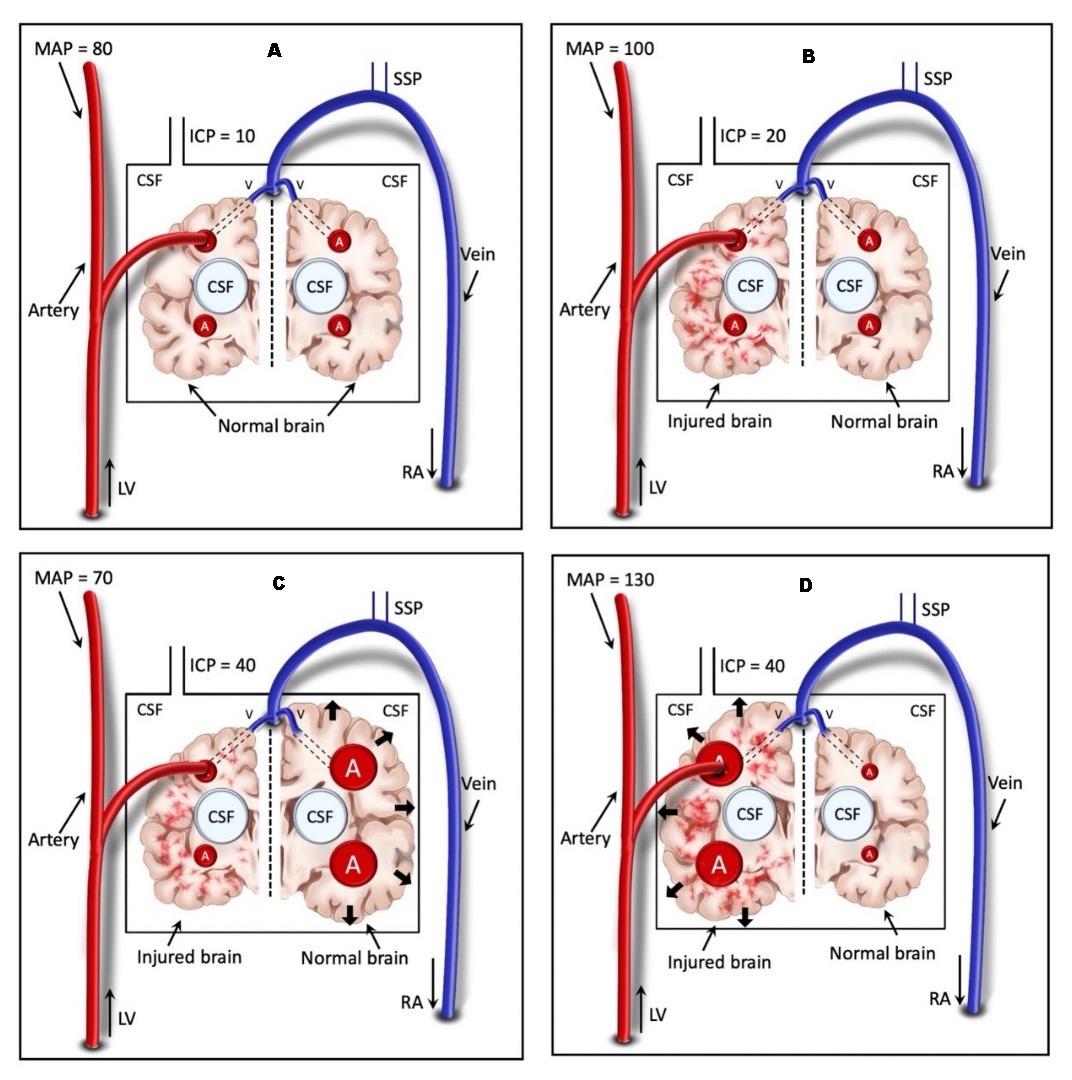 MAP = 80
A
SSP
ICP = 10
CSF
CSF
v
v
A
Vein
CSF
CSF
Artery
A
A
Normal brain
RA
LV
MAP = 100
B
SSP
ICP = 20
CSF
CSF
v
v
A
Vein
CSF
CSF
Artery
A
A
Injured brain
Normal brain
RA
LV
MAP = 70
C
SSP
ICP = 40
CSF
CSF
v
v
A
Vein
CSF
CSF
Artery
A
A
Injured brain
Normal brain
RA
LV
MAP = 130
D
SSP
ICP = 40
CSF
CSF
v
v
A
A
Vein
CSF
CSF
Artery
A
A
Injured brain
Normal brain
RA
LV